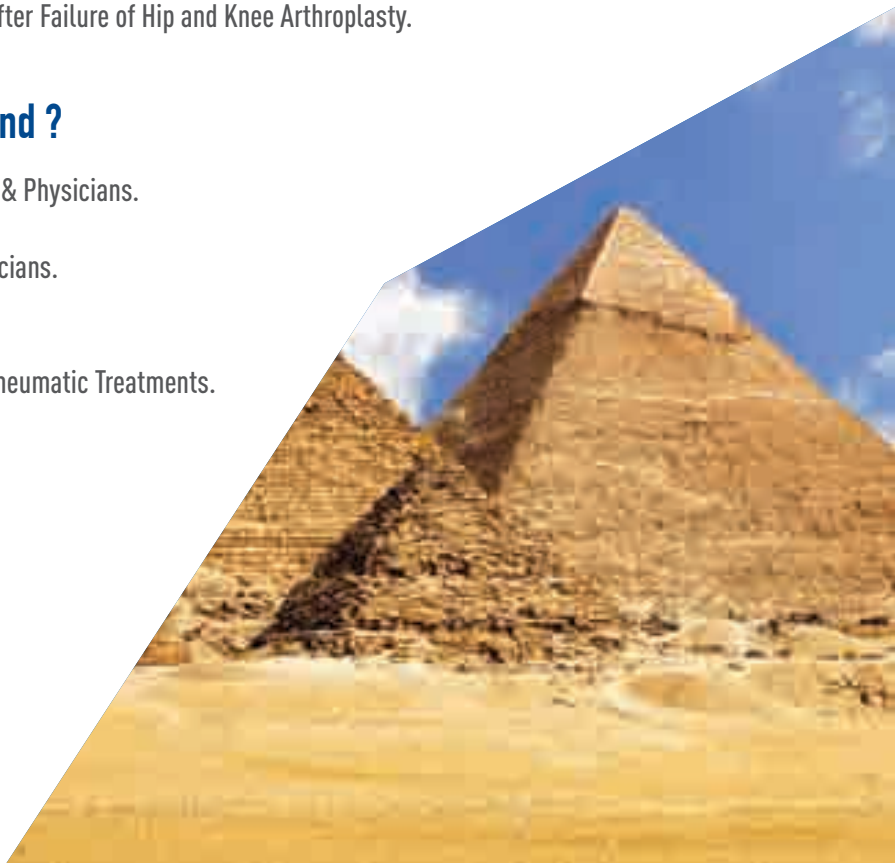 fter Failure of Hip and Knee Arthroplasty.
nd ?
& Physicians.
cians.
neumatic Treatments.